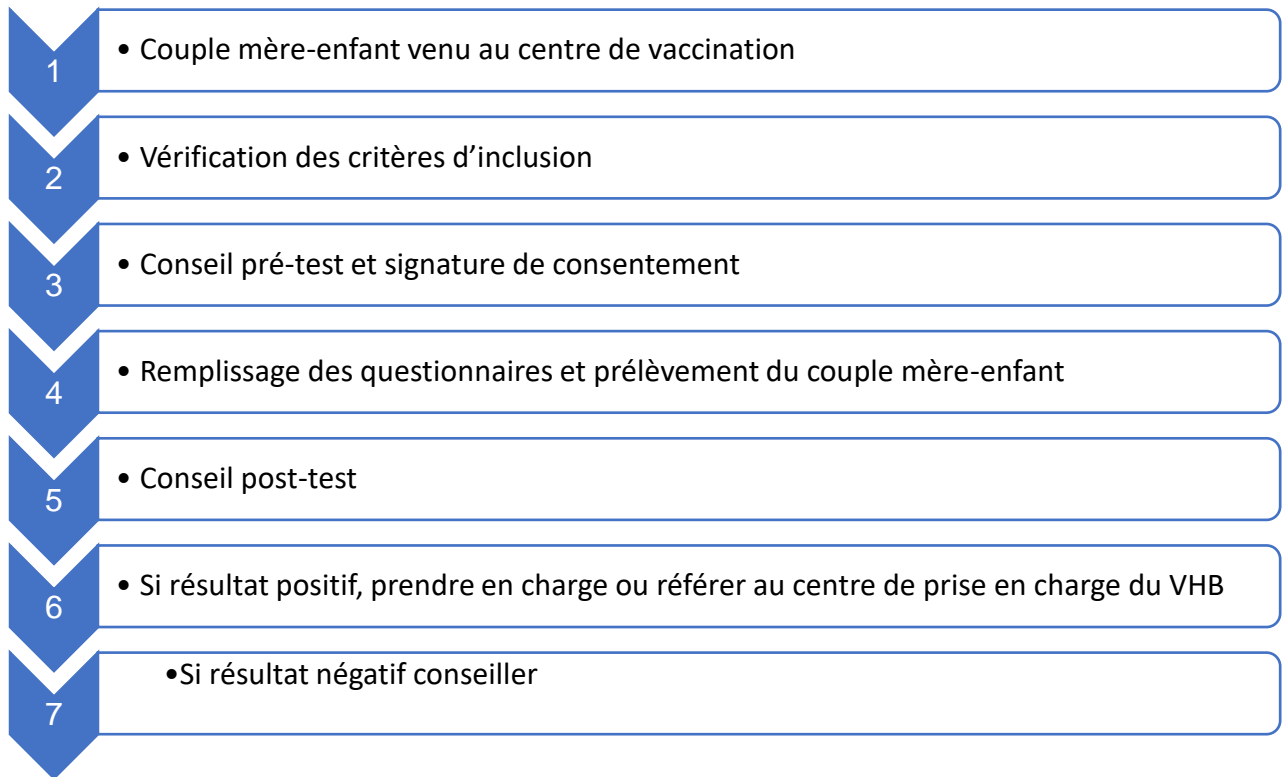 1 • Couple mère-enfant venu au centre de vaccination
2 • Vérification des critères d’inclusion
3 • Conseil pré-test et signature de consentement
4 • Remplissage des questionnaires et prélèvement du couple mère-enfant
5 • Conseil post-test
6 • Si résultat positif, prendre en charge ou référer au centre de prise en charge du VHB
7 •Si résultat négatif conseiller